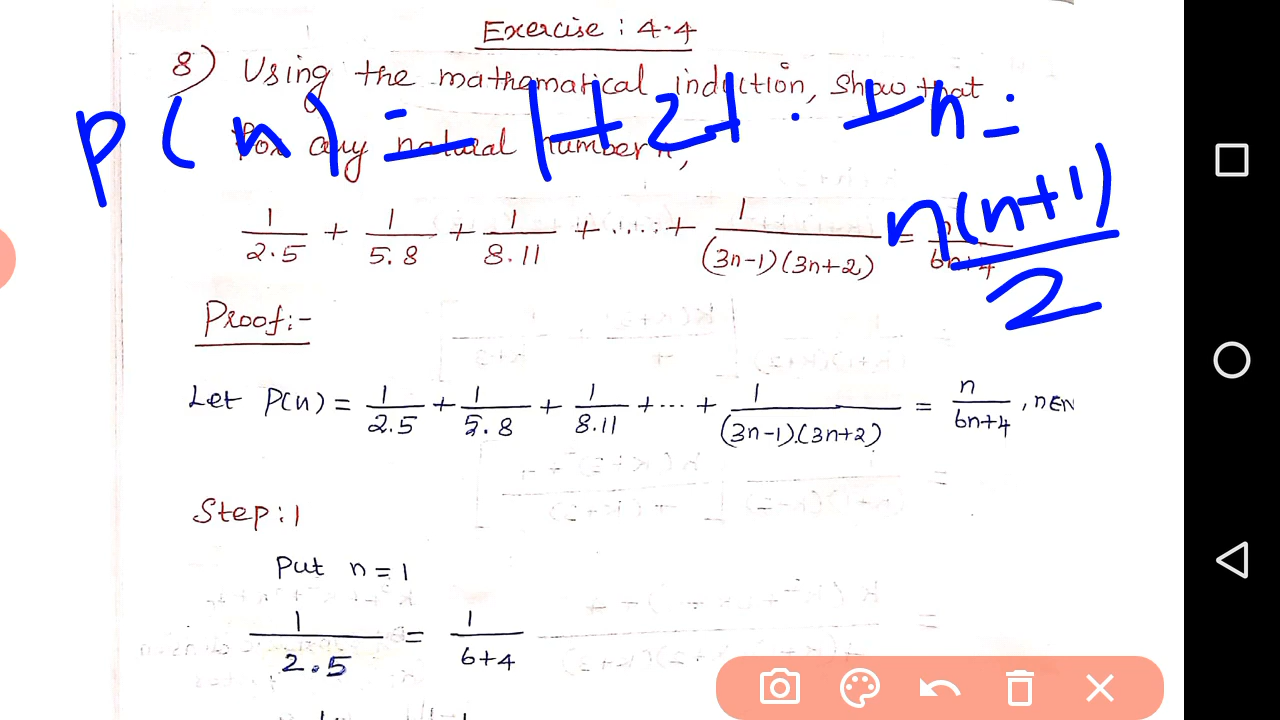 Exercise : 4.4
8) Using the mathematical induction, show that
P(n) = 1+2+ . +n =
for any natural number n,
n(n+1)/2
1/2.5 + 1/5.8 + 1/8.11 + .... + 1/(3n-1)(3n+2) = n/6n+4
Proof:-
Let P(n) = 1/2.5 + 1/5.8 + 1/8.11 + ... + 1/(3n-1).(3n+2) = n/6n+4 , n∈N
Step:1
Put n = 1
1/2.5 = 1/6+4